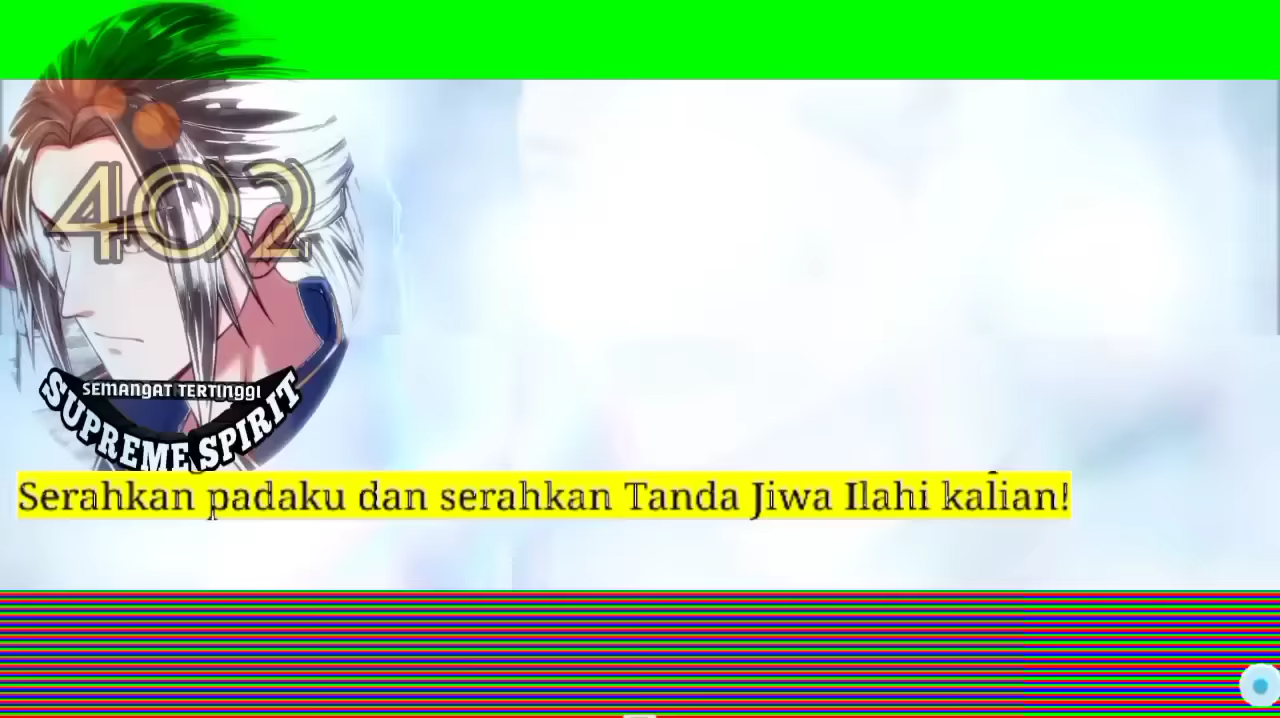 402
SEMANGAT TERTINGGI
SUPREME SPIRIT
Serahkan padaku dan serahkan Tanda Jiwa Ilahi kalian!